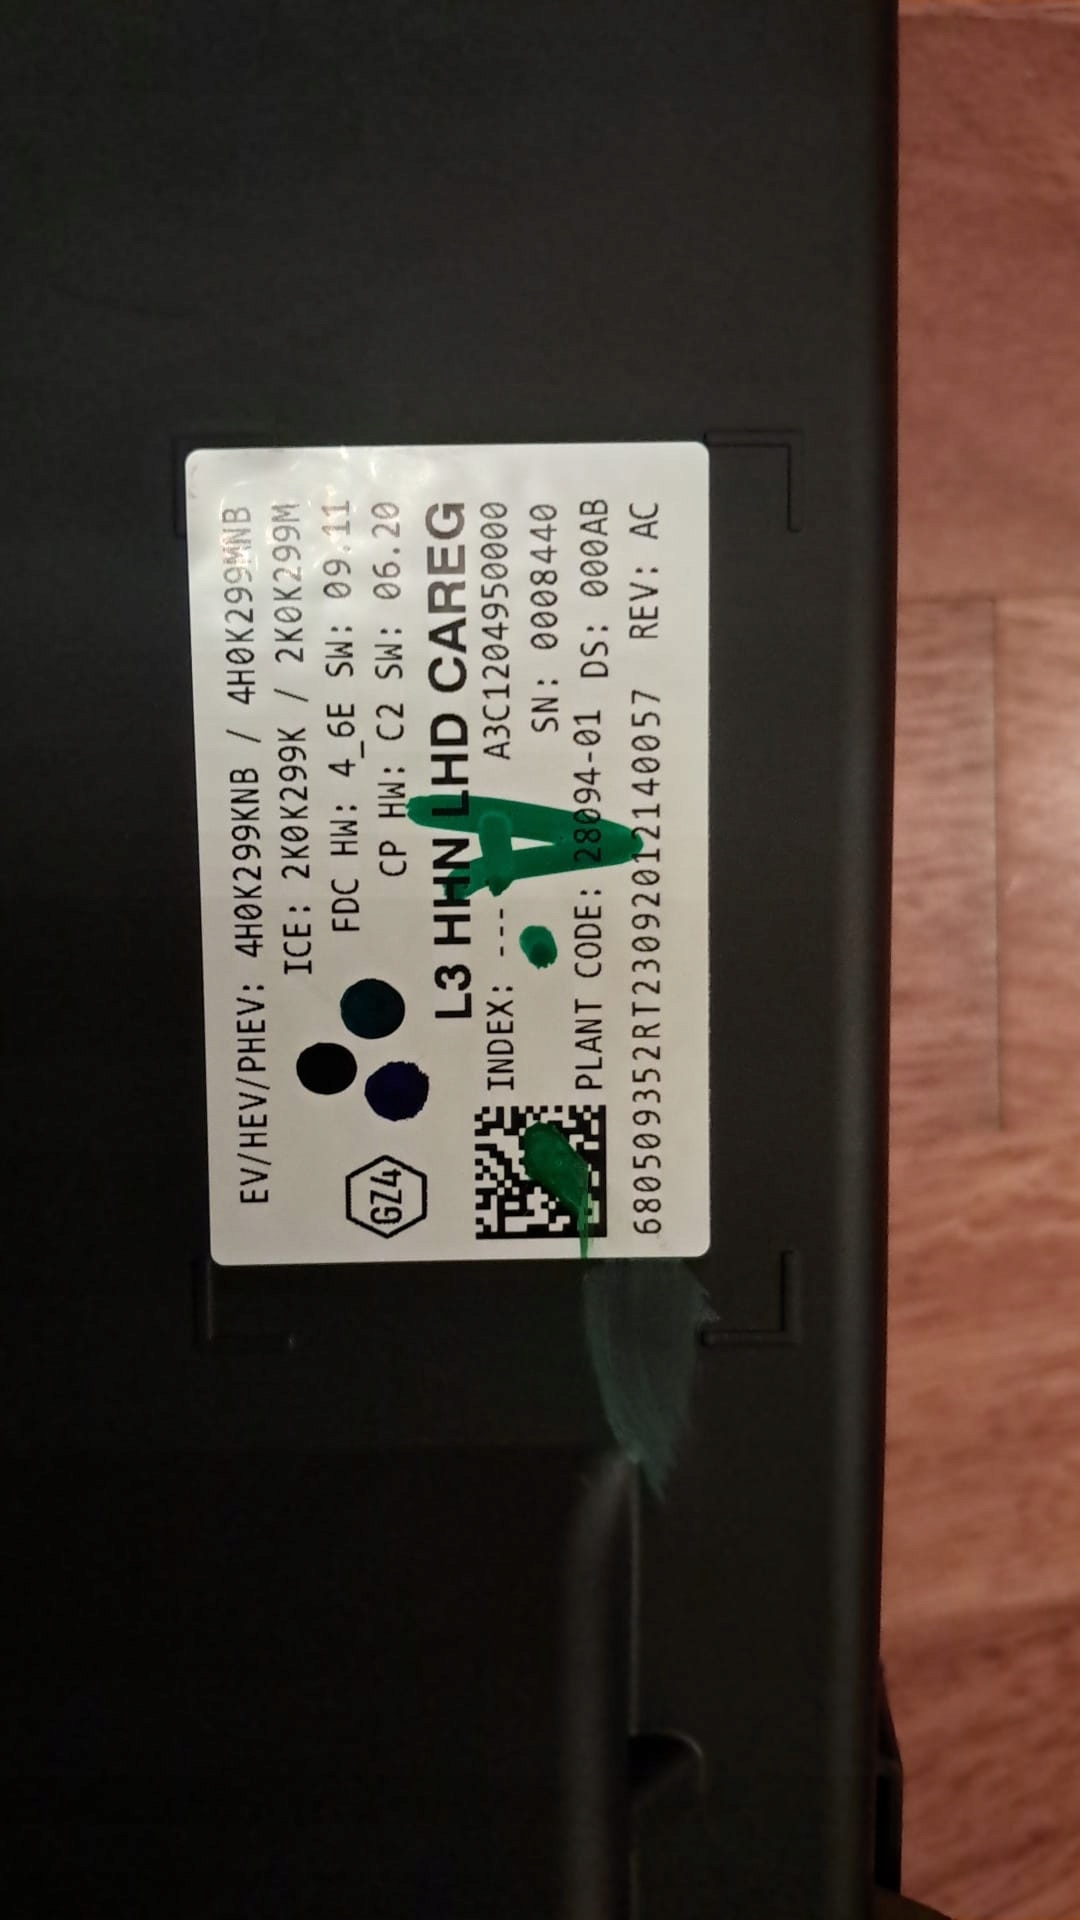 EV/HEV/PHEV: 4H0K299KNB / 4H0K299MNB
ICE: 2K0K299K / 2K0K299M
FDC HW: 4_6E SW: 09.11
CP HW: C2 SW: 06.20
GZ4
L3 HHN LHD CAREG
INDEX: --- A3C1204950000
SN: 0008440
PLANT CODE: 28094-01 DS: 000AB
680509352RT23092012140057 REV: AC
A